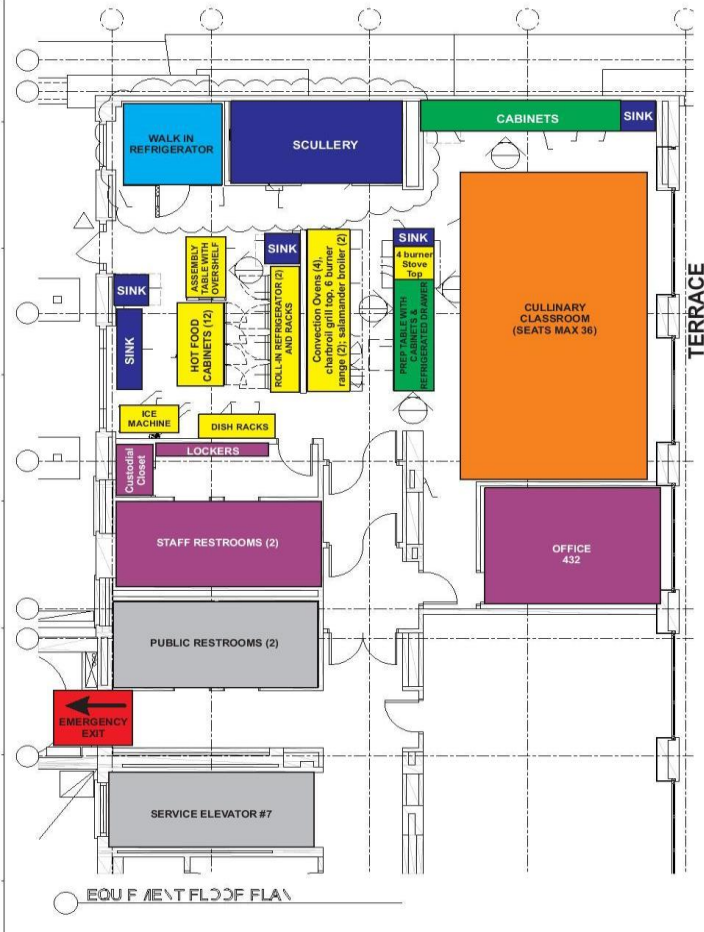 WALK IN
REFRIGERATOR
SCULLERY
CABINETS
SINK
SINK
ASSEMBLY
TABLE WITH
OVERSHELF
SINK
HOT FOOD
CABINETS (12)
SINK
ROLL-IN REFRIGERATOR (2)
AND RACKS
Convection Ovens (4),
charbroil grill top, 6 burner
range (2); salamander broiler (2)
SINK
4 burner
Stove
Top
PREP TABLE WITH
CABINETS &
REFRIGERATED DRAWER
CULLINARY
CLASSROOM
(SEATS MAX 36)
TERRACE
SINK
ICE
MACHINE
DISH RACKS
LOCKERS
Custodial
Closet
STAFF RESTROOMS (2)
OFFICE
432
PUBLIC RESTROOMS (2)
EMERGENCY
EXIT
SERVICE ELEVATOR #7